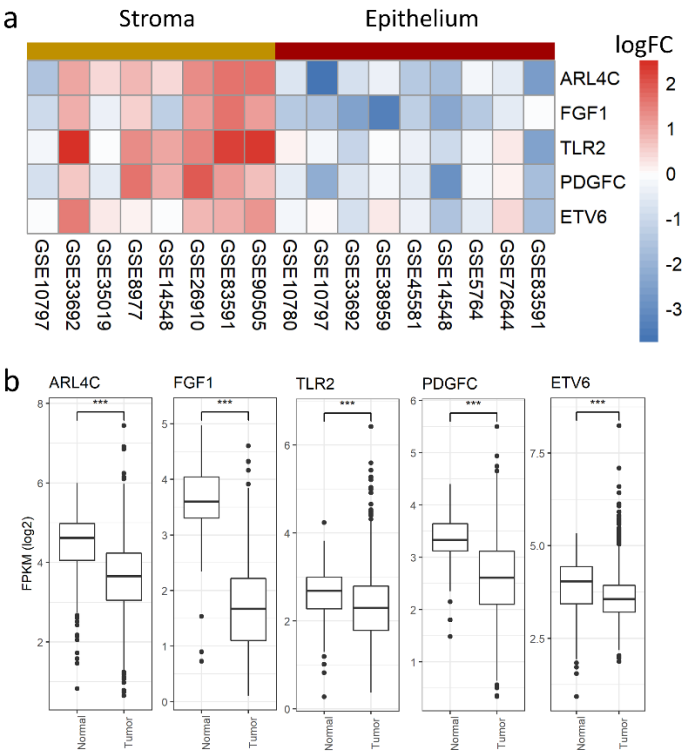 a
Stroma
Epithelium
logFC
ARL4C
FGF1
TLR2
PDGFC
ETV6
2
1
0
-1
-2
-3
GSE10797
GSE33692
GSE35019
GSE8977
GSE14548
GSE26910
GSE83591
GSE90505
GSE10780
GSE10797
GSE33692
GSE38959
GSE45581
GSE14548
GSE5764
GSE72644
GSE83591
b
ARL4C
FGF1
TLR2
PDGFC
ETV6
FPKM (log2)
***
8
6
4
2
Normal
Tumor
***
5
4
3
2
1
0
Normal
Tumor
***
6
4
2
0
Normal
Tumor
***
6
5
4
3
2
1
Normal
Tumor
***
7.5
5.0
2.5
Normal
Tumor